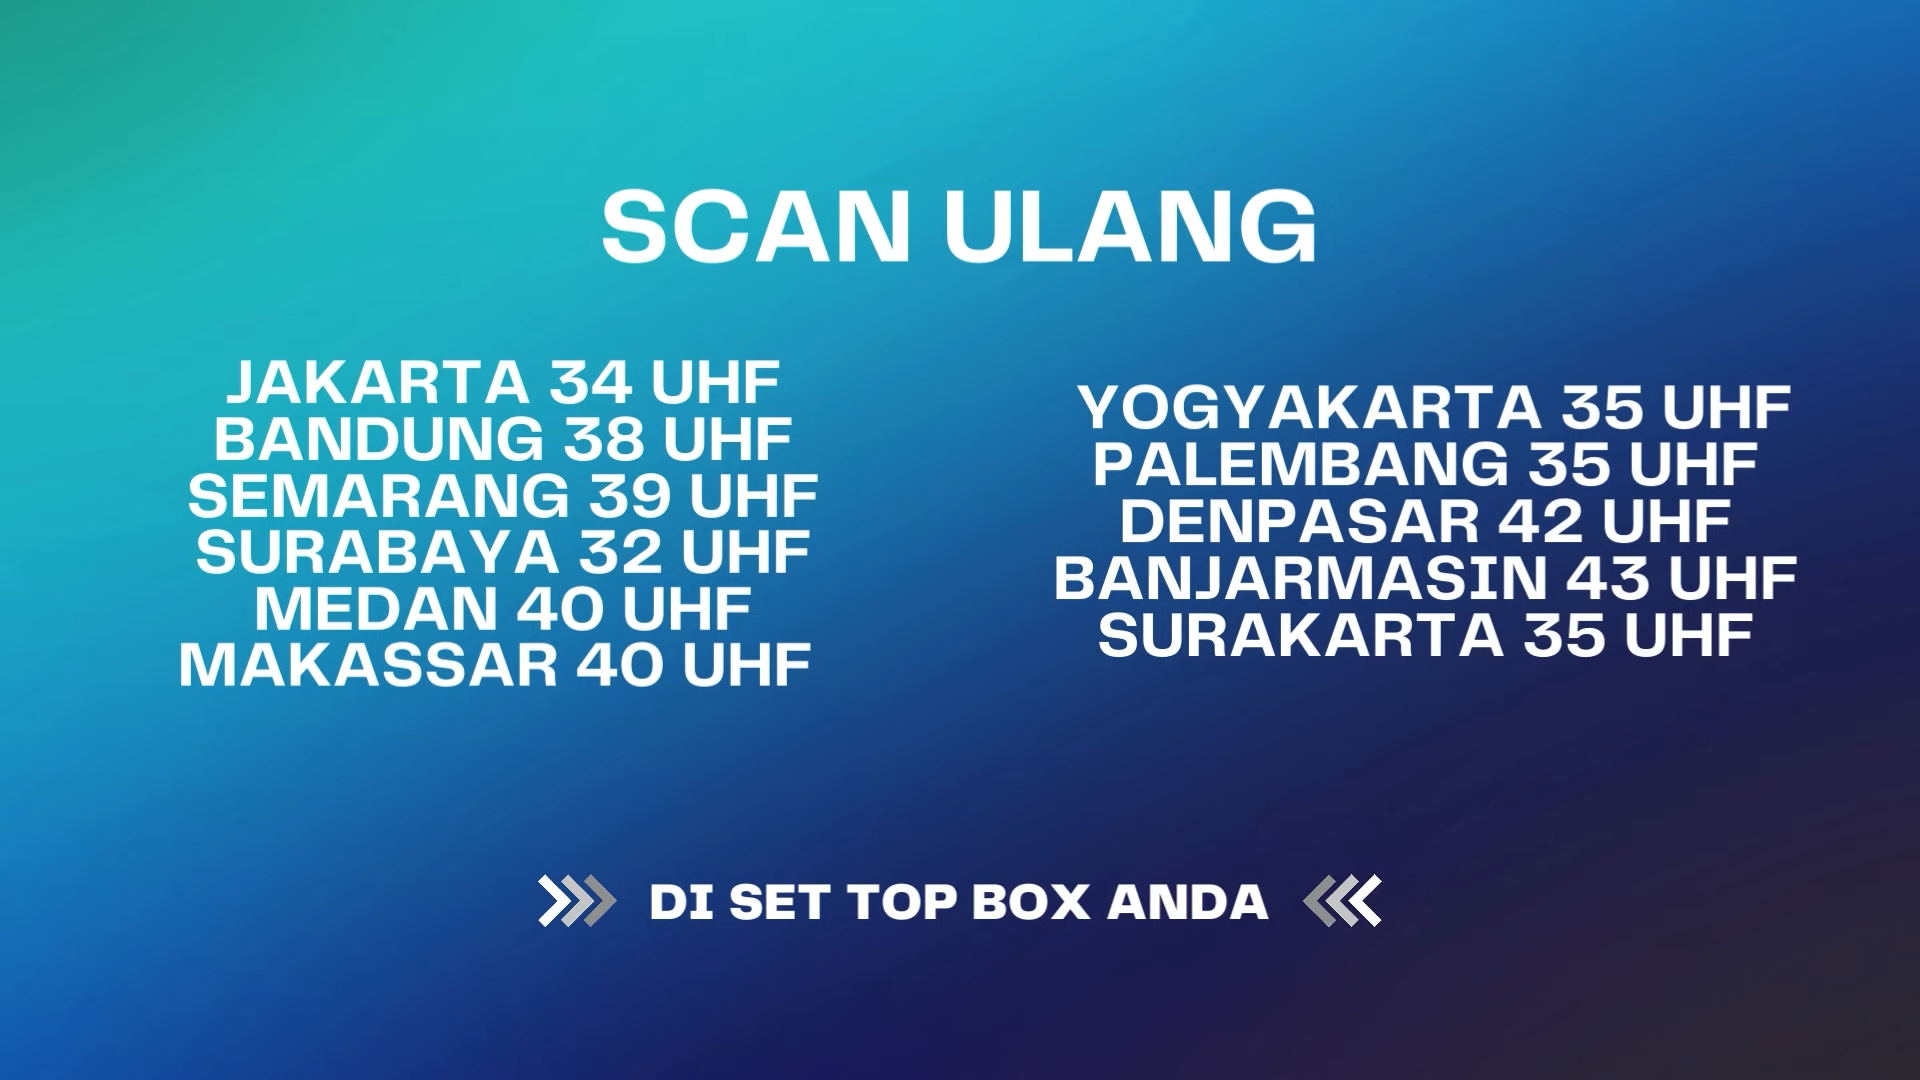 SCAN ULANG
JAKARTA 34 UHF
BANDUNG 38 UHF
SEMARANG 39 UHF
SURABAYA 32 UHF
MEDAN 40 UHF
MAKASSAR 40 UHF
YOGYAKARTA 35 UHF
PALEMBANG 35 UHF
DENPASAR 42 UHF
BANJARMASIN 43 UHF
SURAKARTA 35 UHF
DI SET TOP BOX ANDA